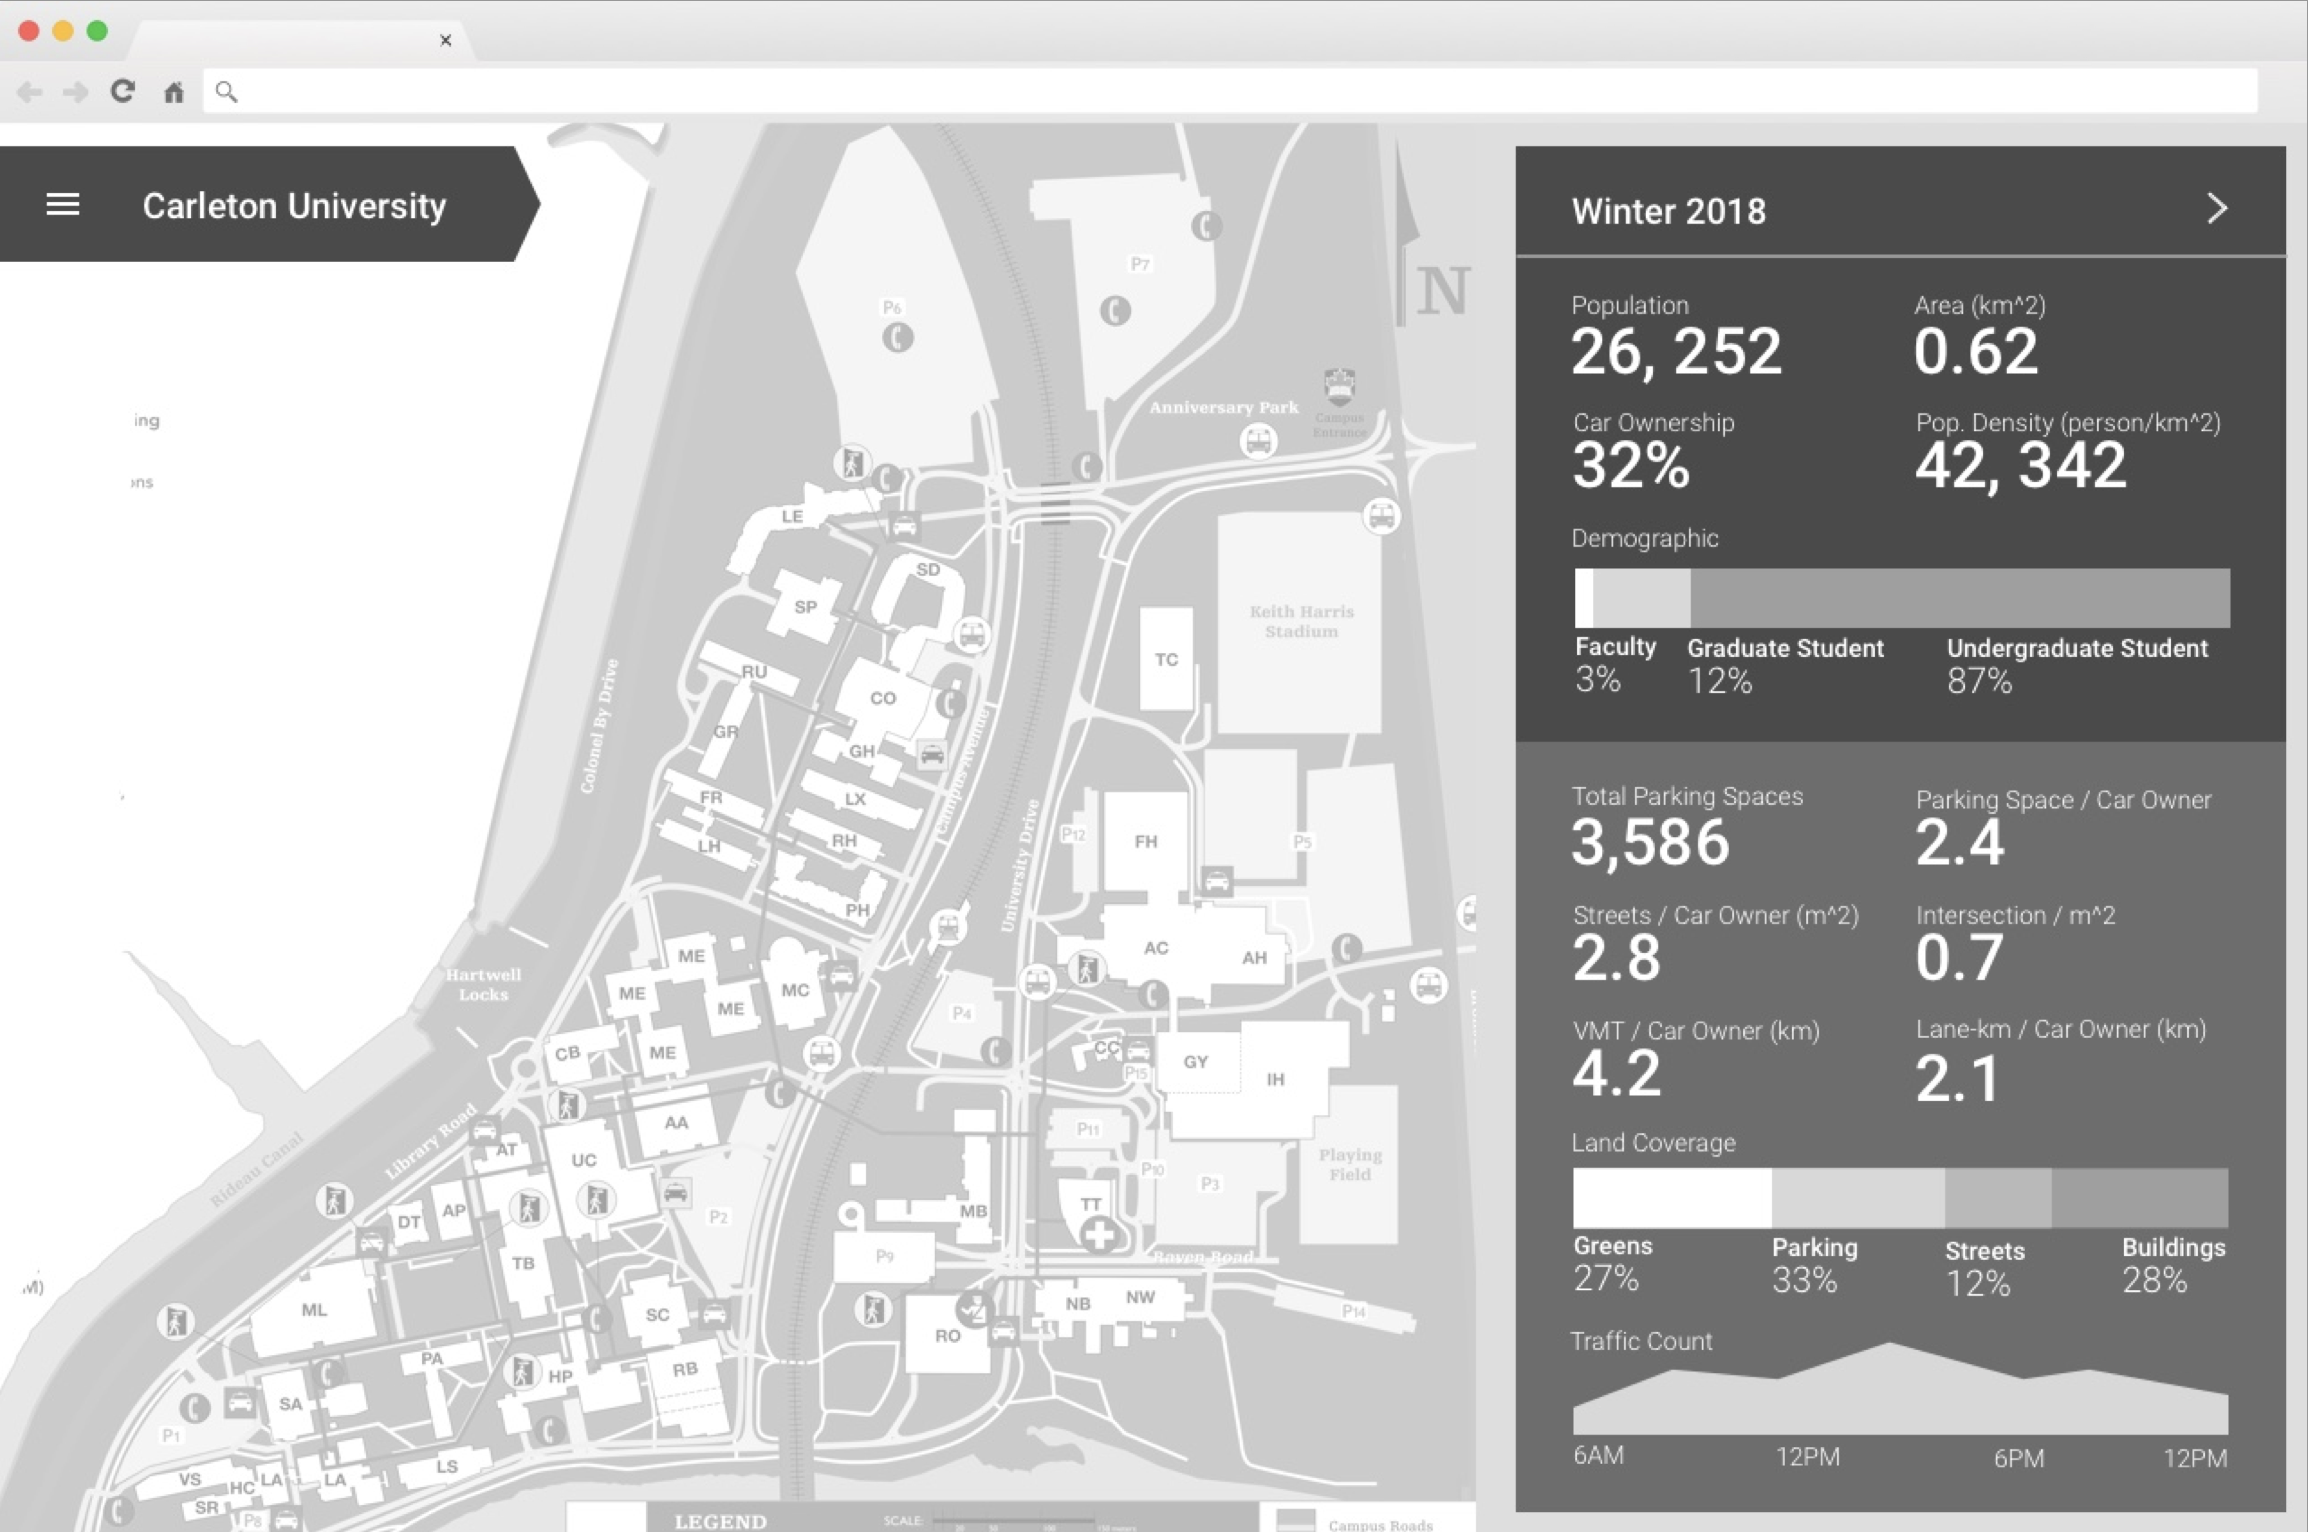 Carleton University
Winter 2018
Population
26, 252
Area (km^2)
0.62
Car Ownership
32%
Pop. Density (person/km^2)
42, 342
Demographic
Faculty
3%
Graduate Student
12%
Undergraduate Student
87%
Total Parking Spaces
3,586
Parking Space / Car Owner
2.4
Streets / Car Owner (m^2)
2.8
Intersection / m^2
0.7
VMT / Car Owner (km)
4.2
Lane-km / Car Owner (km)
2.1
Land Coverage
Greens
27%
Parking
33%
Streets
12%
Buildings
28%
Traffic Count
6AM
12PM
6PM
12PM
P6
P7
N
ing
Anniversary Park
Campus
Entrance
ons
LE
SD
SP
Keith Harris
Stadium
TC
RU
CO
GR
GH
Colonel By Drive
Campus Avenue
FR
LX
University Drive
P12
FH
P5
LH
RH
PH
ME
AC
AH
Hartwell
Locks
ME
MC
ME
P4
CB
ME
CC
GY
P15
IH
AA
P11
Library Road
Rideau Canal
AT
UC
Playing
Field
P10
P3
DT
AP
P2
MB
TT
TB
P9
Raven Road
M)
ML
SC
NB
NW
P14
RO
PA
HP
RB
SA
P1
VS
HC
LA
LA
LS
SR
P8
LEGEND
SCALE:
20
50
100
150 meters
Campus Roads